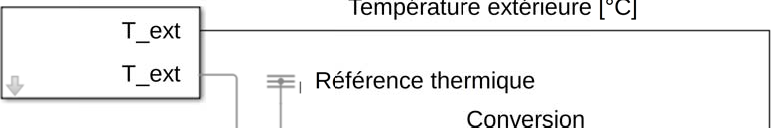 Température extérieure [°C]
T_ext
T_ext
Référence thermique
Conversion